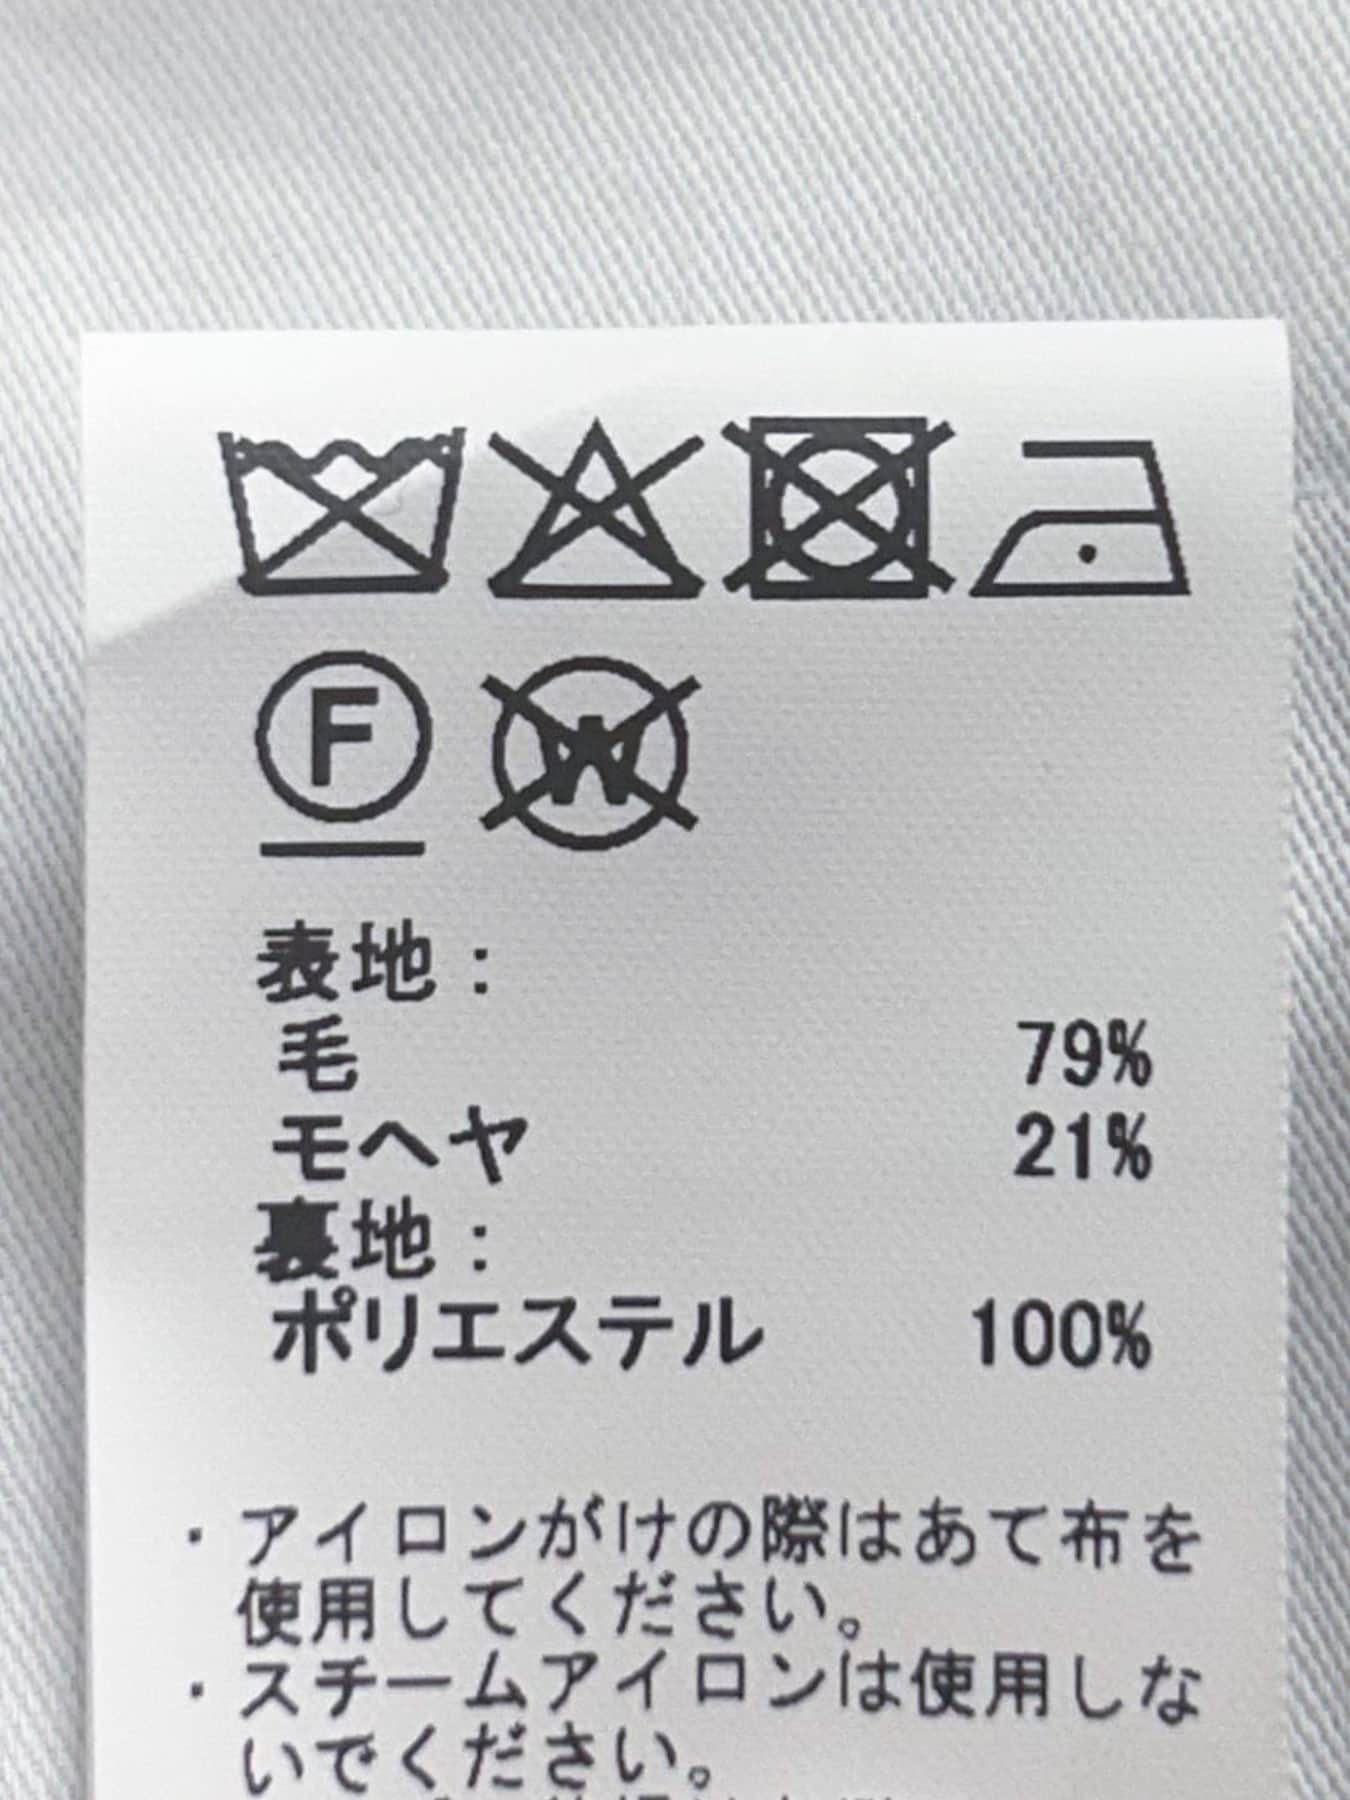 F W
表地:
毛 79%
モヘヤ 21%
裏地:
ポリエステル 100%
・アイロンがけの際はあて布を
使用してください。
・スチームアイロンは使用しな
いでください。